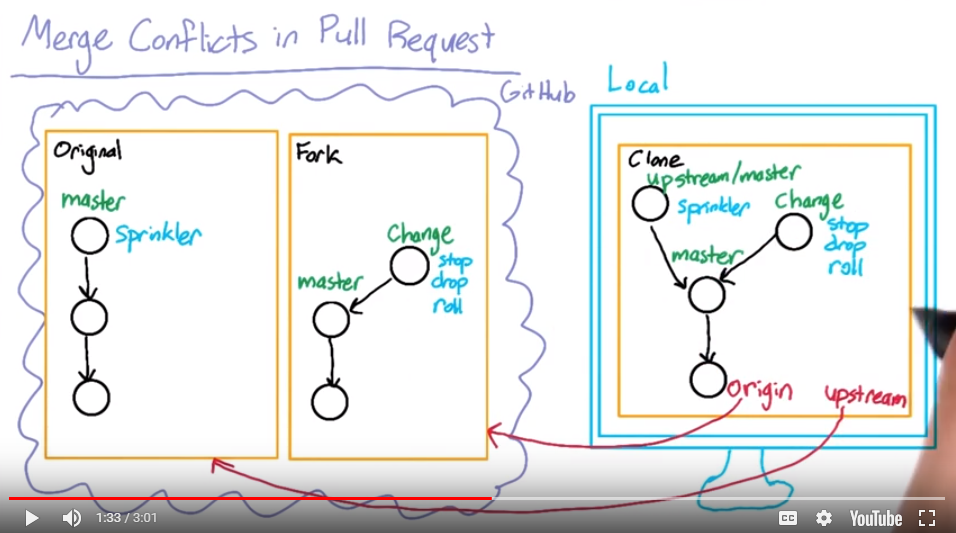 Merge Conflicts in Pull Request
GitHub
Local
Original
master
Sprinkler
Fork
Change
stop
drop
roll
master
Clone
upstream/master
Sprinkler
Change
stop
drop
roll
master
Origin
upstream
1:33 / 3:01
CC
YouTube